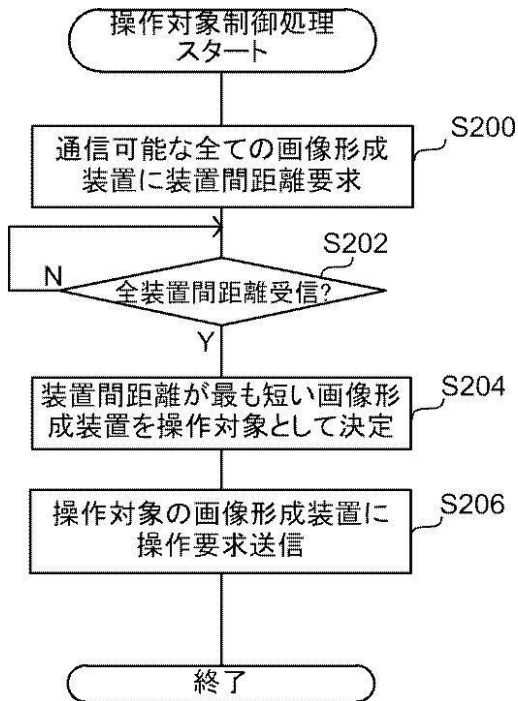 操作対象制御処理
スタート
S200
通信可能な全ての画像形成
装置に装置間距離要求
S202
N
全装置間距離受信?
Y
S204
装置間距離が最も短い画像形
成装置を操作対象として決定
S206
操作対象の画像形成装置に
操作要求送信
終了